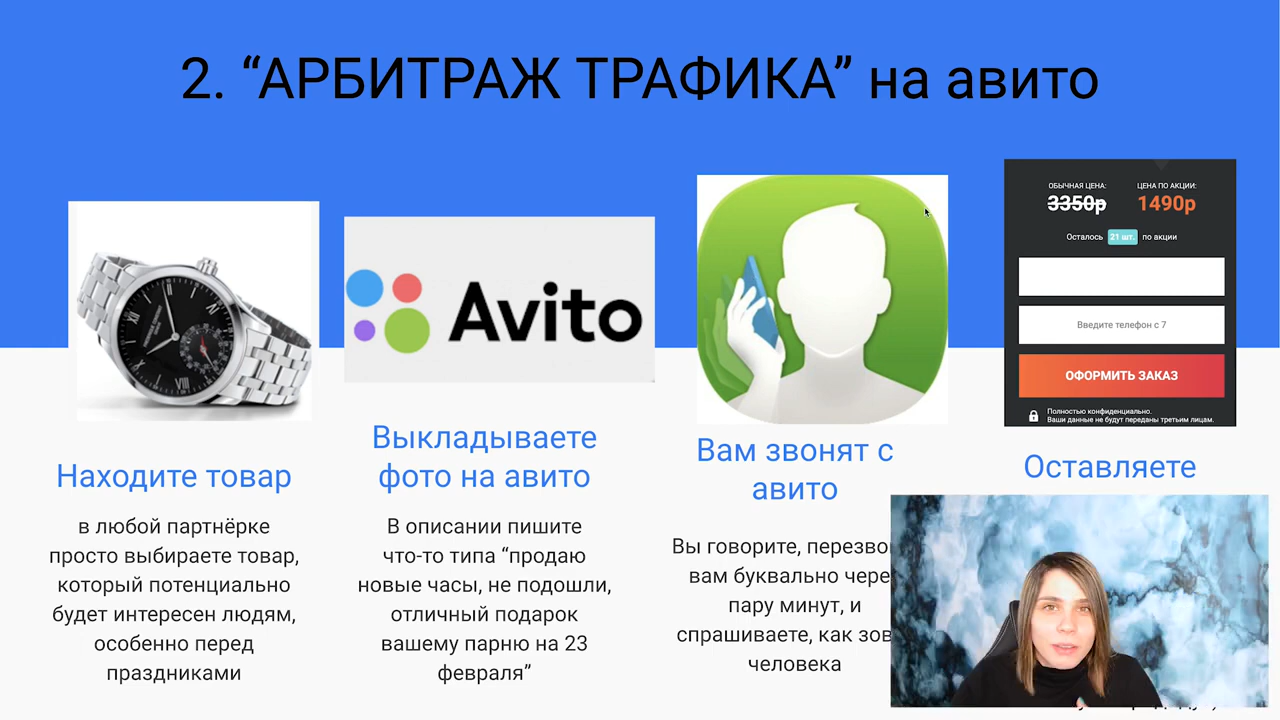 2. “АРБИТРАЖ ТРАФИКА” на авито
Avito
ОБЫЧНАЯ ЦЕНА:
3350р
ЦЕНА ПО АКЦИИ:
1490р
Осталось 21 шт. по акции
Введите телефон с 7
ОФОРМИТЬ ЗАКАЗ
Полностью конфиденциально.
Ваши данные не будут переданы третьим лицам.
Находите товар
в любой партнёрке
просто выбираете товар,
который потенциально
будет интересен людям,
особенно перед
праздниками
Выкладываете
фото на авито
В описании пишите
что-то типа “продаю
новые часы, не подошли,
отличный подарок
вашему парню на 23
февраля”
Вам звонят с
авито
Вы говорите,
вам буквально
пару минут, и
спрашиваете, как
человека
Оставляете